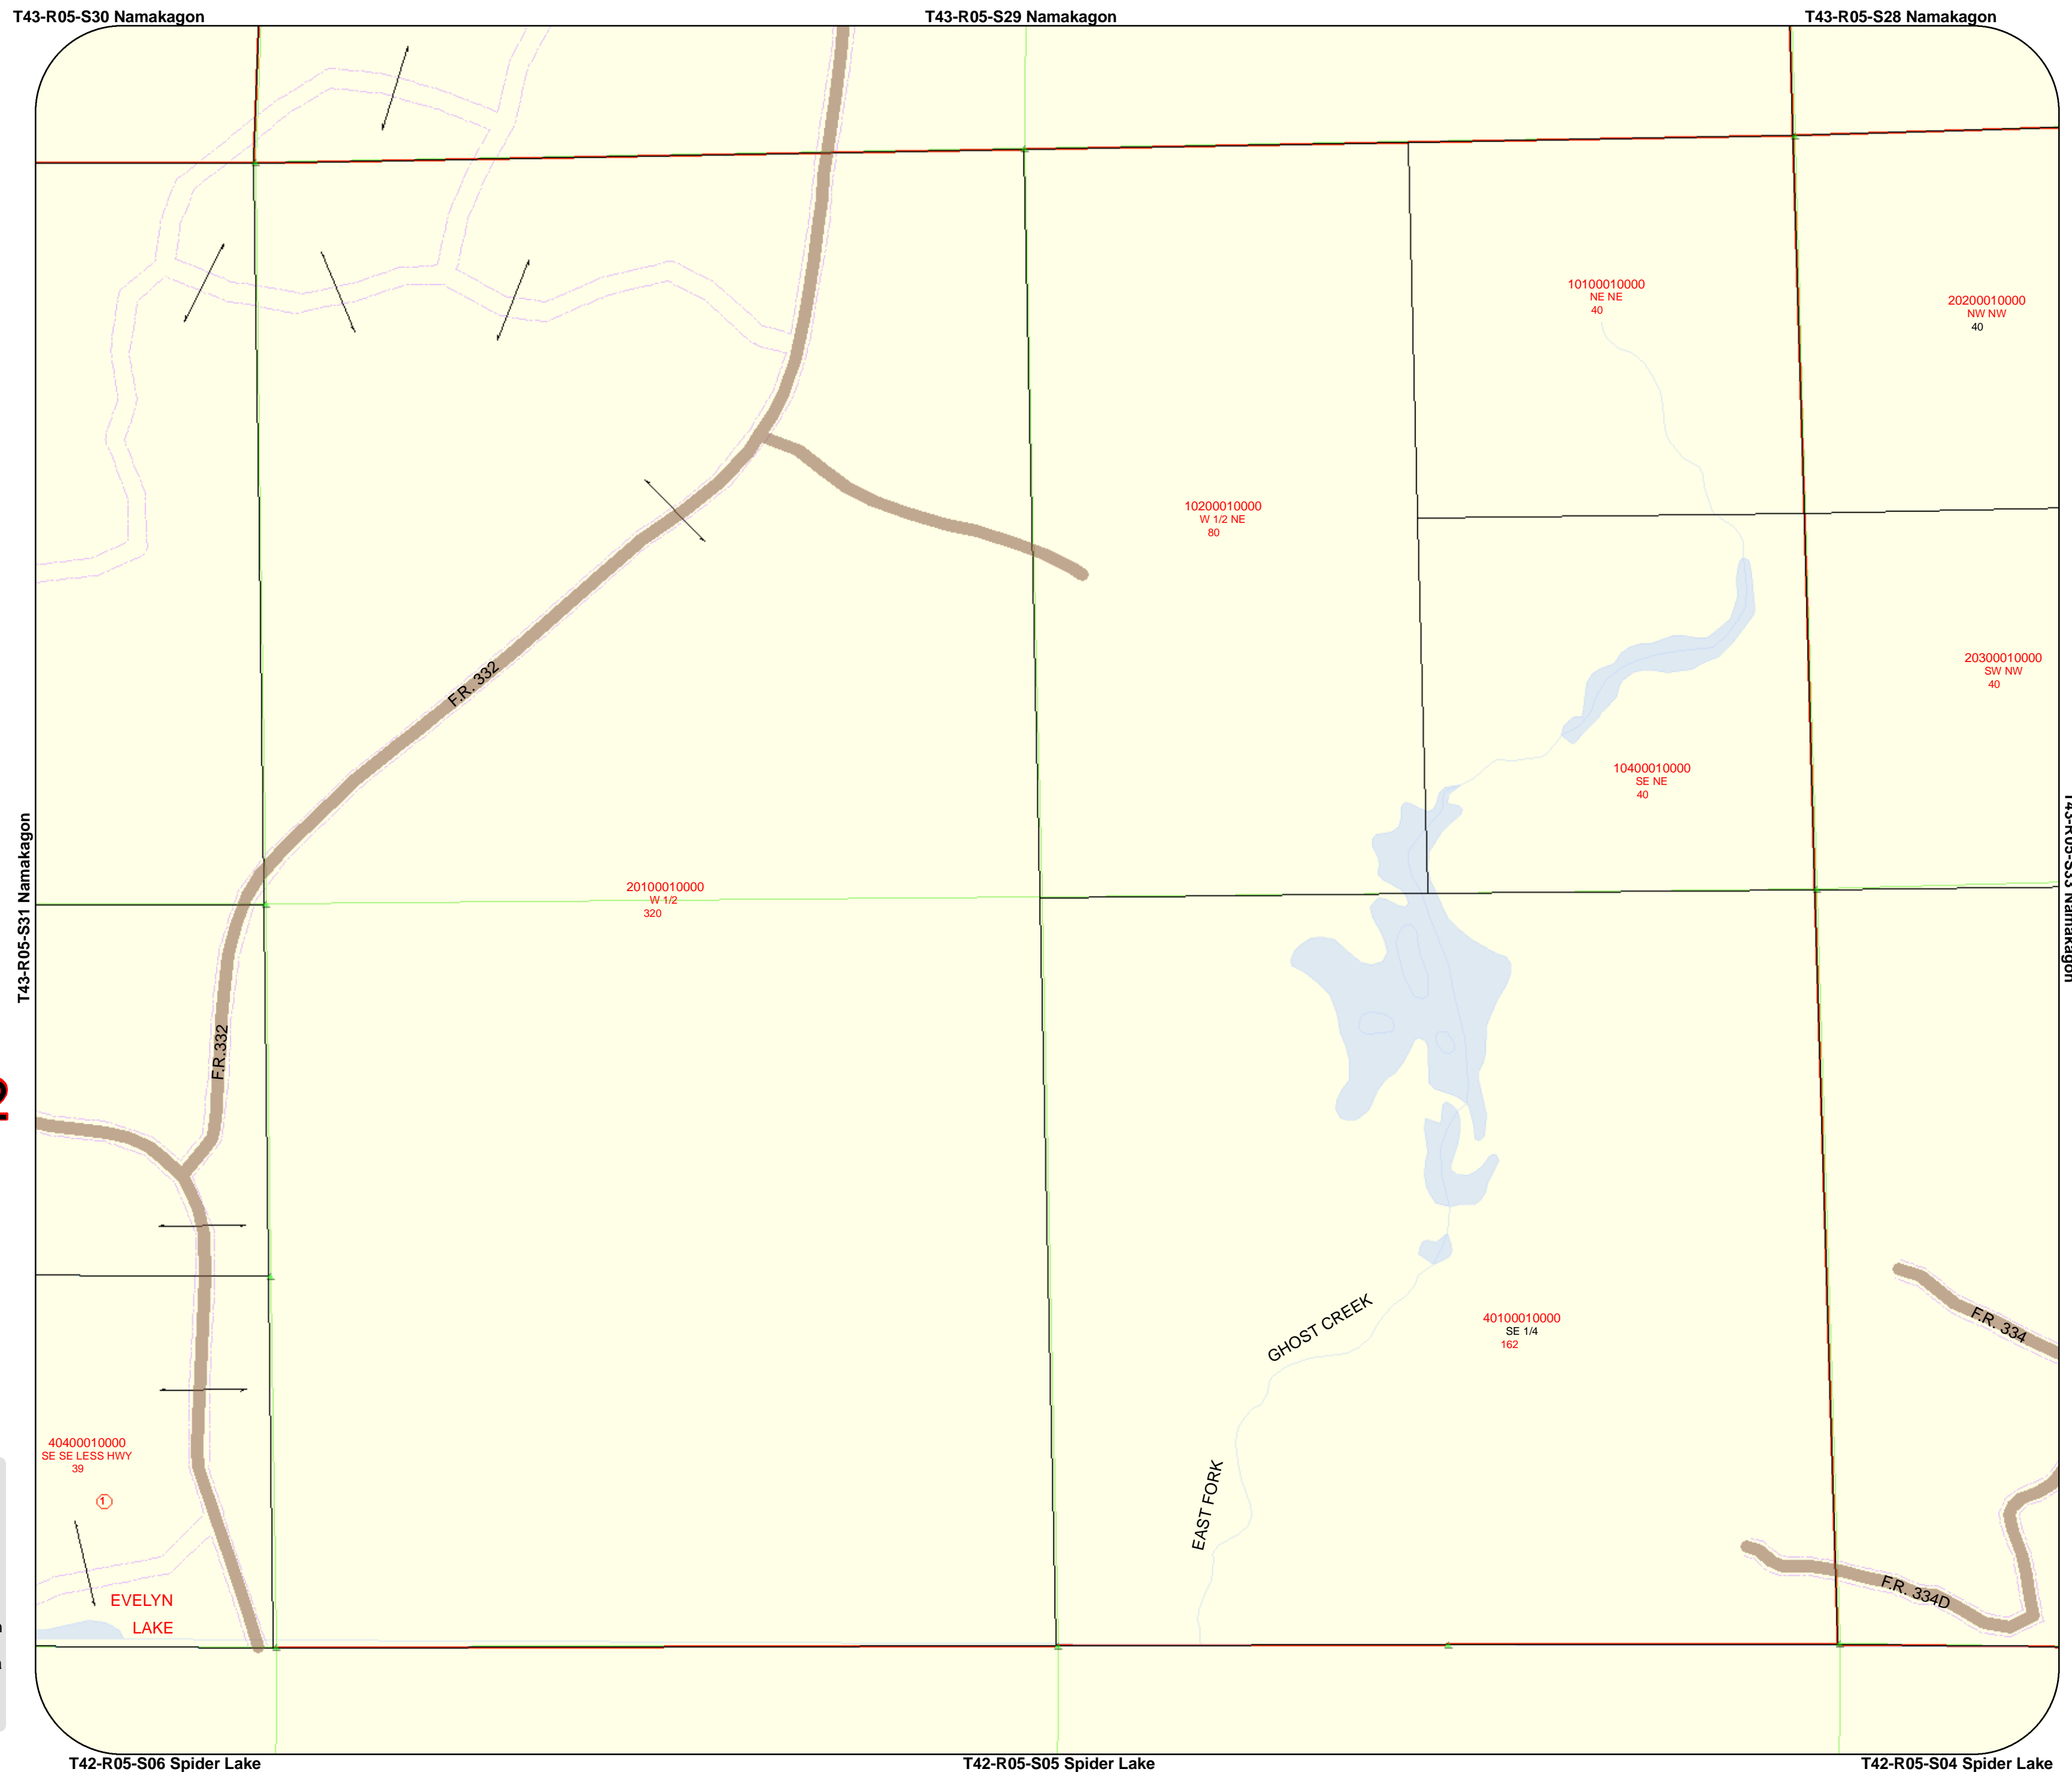 T43-R05-S30 Namakagon
T43-R05-S29 Namakagon
T43-R05-S28 Namakagon
10100010000
NE NE
40
20200010000
NW NW
40
10200010000
W 1/2 NE
80
20300010000
SW NW
40
F.R. 332
10400010000
SE NE
40
T43-R05-S31 Namakagon
T43-R05-S33 Namakagon
20100010000
W 1/2
320
F.R.332
GHOST CREEK
40100010000
SE 1/4
162
F.R. 334
40400010000
SE SE LESS HWY
39
1
EAST FORK
F.R. 334D
EVELYN
LAKE
T42-R05-S06 Spider Lake
T42-R05-S05 Spider Lake
T42-R05-S04 Spider Lake